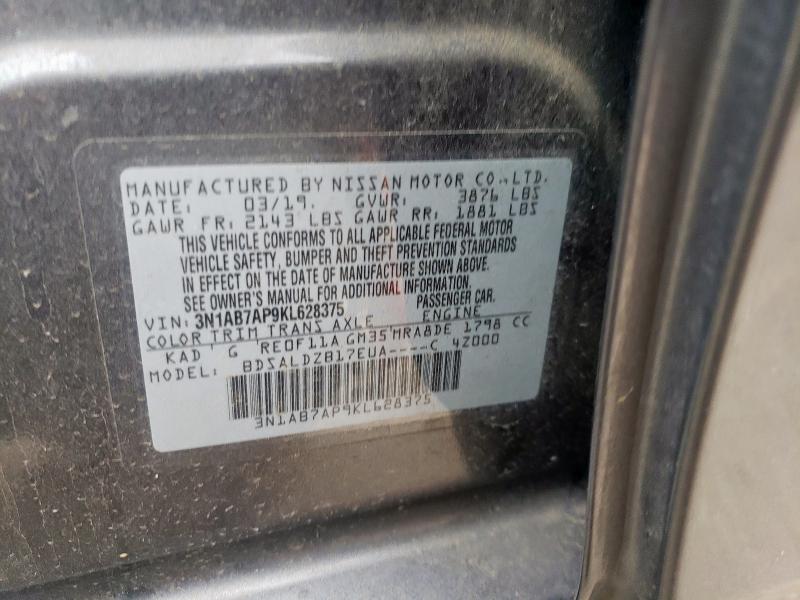 MANUFACTURED BY NISSAN MOTOR CO., LTD.
DATE: 03/19. GVWR: 3876 LBS
GAWR FR: 2143 LBS GAWR RR: 1881 LBS
THIS VEHICLE CONFORMS TO ALL APPLICABLE FEDERAL MOTOR
VEHICLE SAFETY, BUMPER AND THEFT PREVENTION STANDARDS
IN EFFECT ON THE DATE OF MANUFACTURE SHOWN ABOVE.
SEE OWNER'S MANUAL FOR ADDITIONAL INFORMATION.
VIN: 3N1AB7AP9KL628375 PASSENGER CAR.
COLOR TRIM TRANS AXLE ENGINE
KAD G RE0F11A GM35 MRA8DE 1798 CC
MODEL: BDSALDZB17EUA----C 4Z000
3N1AB7AP9KL628375